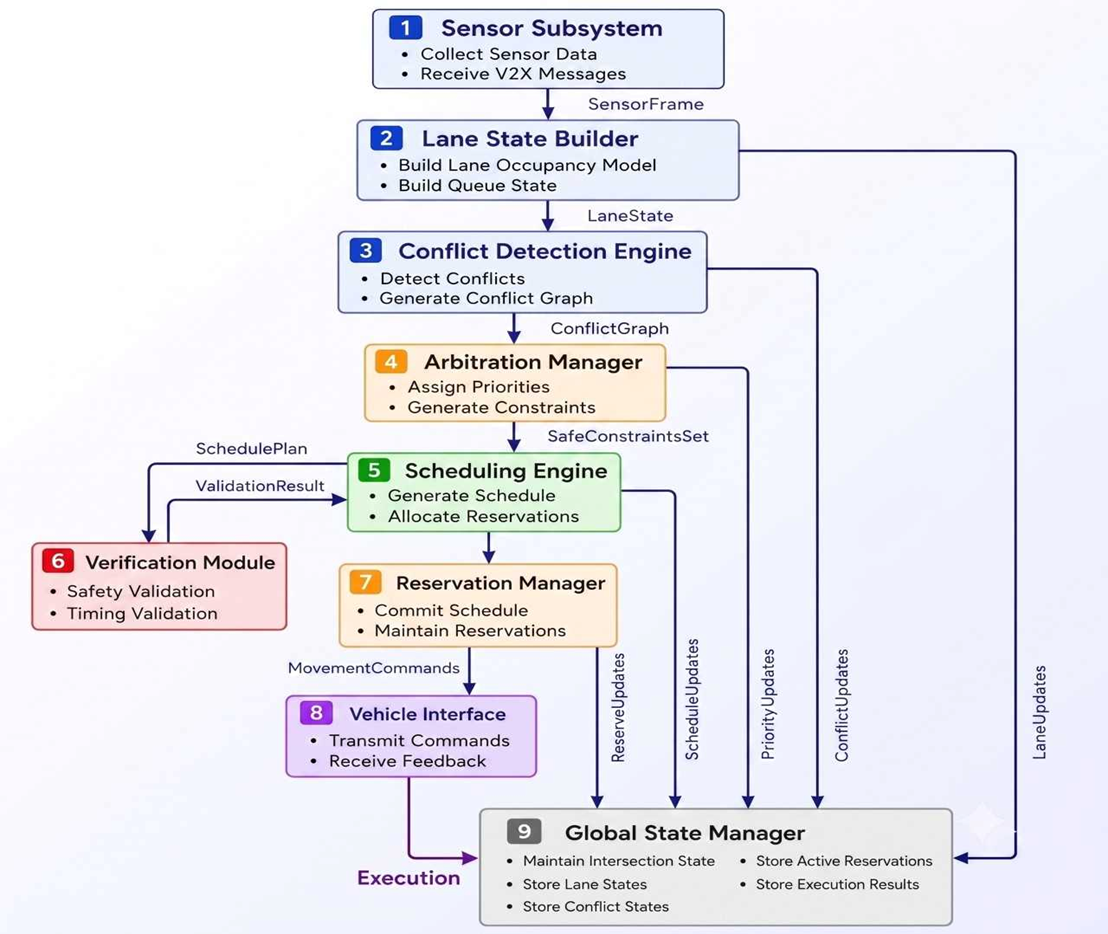 1 Sensor Subsystem
• Collect Sensor Data
• Receive V2X Messages
SensorFrame
2 Lane State Builder
• Build Lane Occupancy Model
• Build Queue State
LaneState
3 Conflict Detection Engine
• Detect Conflicts
• Generate Conflict Graph
ConflictGraph
4 Arbitration Manager
• Assign Priorities
• Generate Constraints
SafeConstraintsSet
SchedulePlan
ValidationResult
5 Scheduling Engine
• Generate Schedule
• Allocate Reservations
6 Verification Module
• Safety Validation
• Timing Validation
7 Reservation Manager
• Commit Schedule
• Maintain Reservations
MovementCommands
8 Vehicle Interface
• Transmit Commands
• Receive Feedback
ReserveUpdates
ScheduleUpdates
PriorityUpdates
ConflictUpdates
LaneUpdates
Execution
9 Global State Manager
• Maintain Intersection State
• Store Lane States
• Store Conflict States
• Store Active Reservations
• Store Execution Results